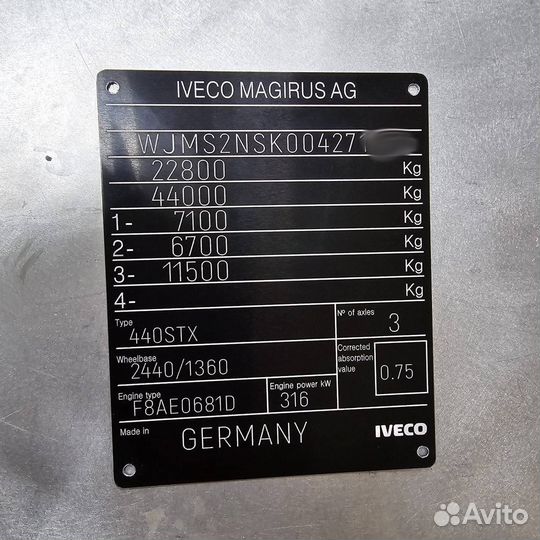 IVECO MAGIRUS AG
WJMS2NSK004271
22800 Kg
44000 Kg
1- 7100 Kg
2- 6700 Kg
3- 11500 Kg
4- Kg
Type 440STX
Nº of axles 3
Wheelbase 2440/1360
Corrected absorption value 0.75
Engine type F8AE0681D
Engine power kW 316
Made in GERMANY
IVECO
Avito